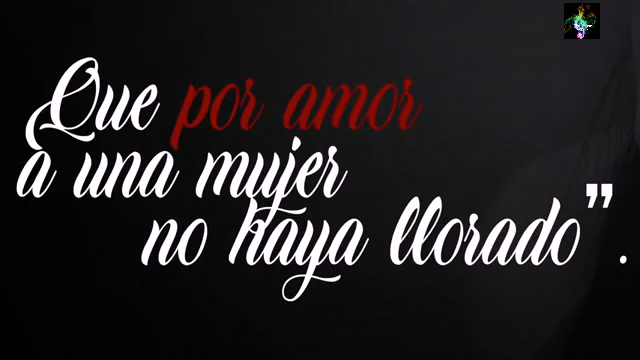 Que por amor
a una mujer
no haya llorado”.